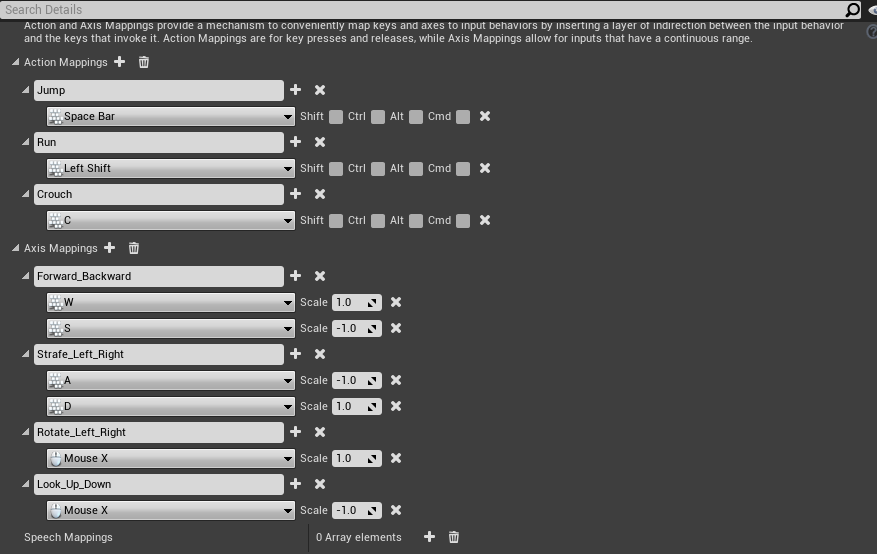 Search Details
Action and Axis Mappings provide a mechanism to conveniently map keys and axes to input behaviors by inserting a layer of indirection between the input behavior
and the keys that invoke it. Action Mappings are for key presses and releases, while Axis Mappings allow for inputs that have a continuous range.
Action Mappings
Jump
Space Bar Shift Ctrl Alt Cmd
Run
Left Shift Shift Ctrl Alt Cmd
Crouch
C Shift Ctrl Alt Cmd
Axis Mappings
Forward_Backward
W Scale 1.0
S Scale -1.0
Strafe_Left_Right
A Scale -1.0
D Scale 1.0
Rotate_Left_Right
Mouse X Scale 1.0
Look_Up_Down
Mouse X Scale -1.0
Speech Mappings 0 Array elements